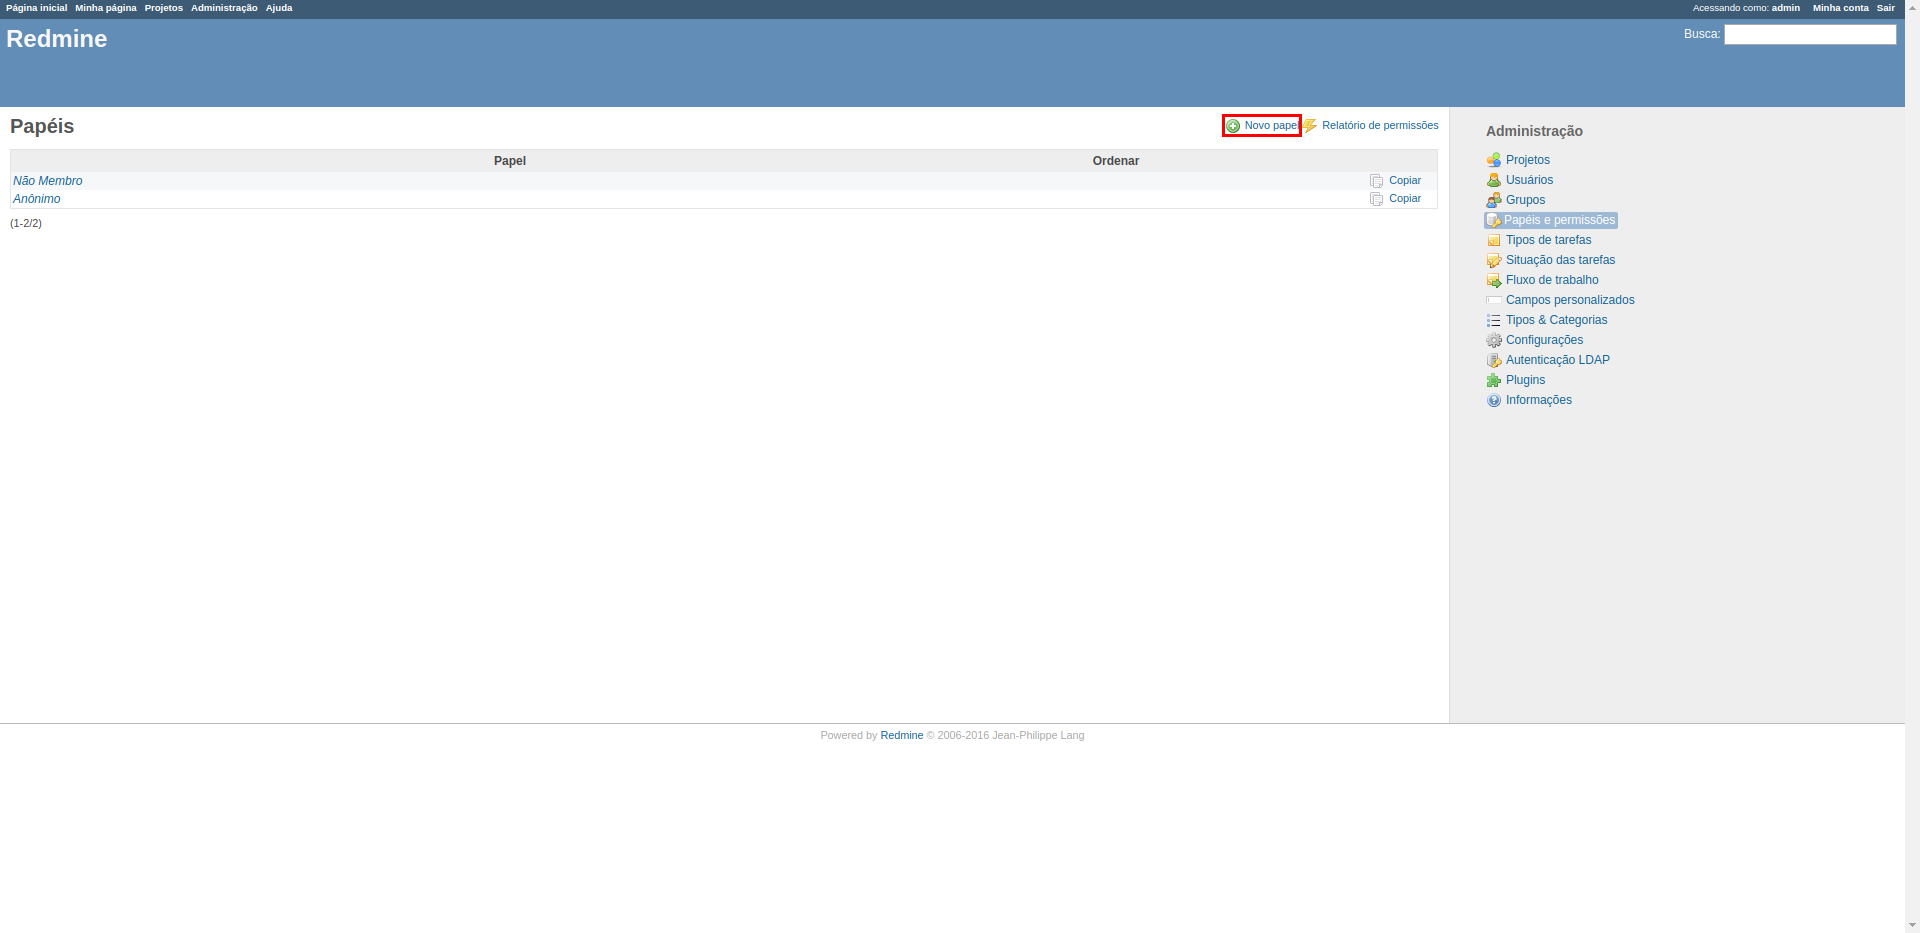 Página inicial Minha página Projetos Administração Ajuda Acessando como: admin Minha conta Sair
Redmine Busca:
Papéis Novo papel Relatório de permissões
Papel Ordenar
Não Membro Copiar
Anônimo Copiar
(1-2/2)
Administração
Projetos
Usuários
Grupos
Papéis e permissões
Tipos de tarefas
Situação das tarefas
Fluxo de trabalho
Campos personalizados
Tipos & Categorias
Configurações
Autenticação LDAP
Plugins
Informações
Powered by Redmine © 2006-2016 Jean-Philippe Lang